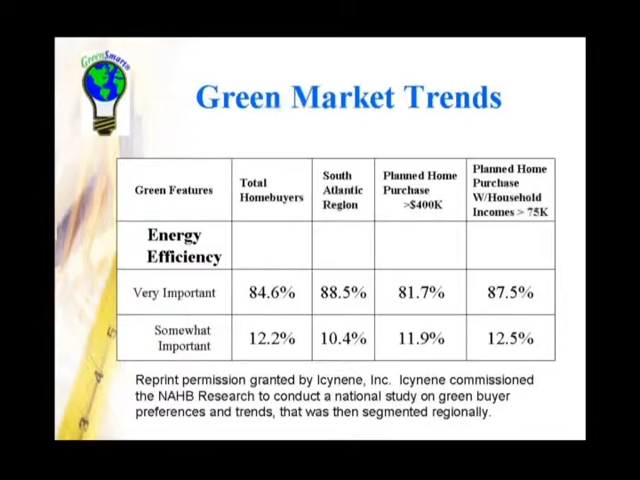 GreenSmart®
Green Market Trends
Green Features
Total
Homebuyers
South
Atlantic
Region
Planned Home
Purchase
>$400K
Planned Home
Purchase
W/Household
Incomes > 75K
Energy
Efficiency
Very Important
84.6%
88.5%
81.7%
87.5%
Somewhat
Important
12.2%
10.4%
11.9%
12.5%
Reprint permission granted by Icynene, Inc. Icynene commissioned
the NAHB Research to conduct a national study on green buyer
preferences and trends, that was then segmented regionally.
5
4
3